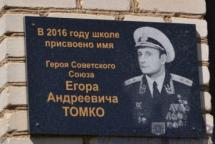 В 2016 году школе
присвоено имя
Героя Советского
Союза
Егора
Андреевича
ТОМКО